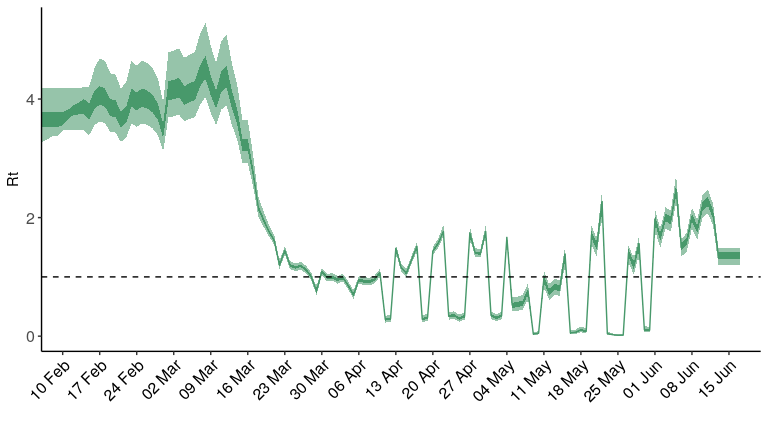 Rt
4
2
0
10 Feb
17 Feb
24 Feb
02 Mar
09 Mar
16 Mar
23 Mar
30 Mar
06 Apr
13 Apr
20 Apr
27 Apr
04 May
11 May
18 May
25 May
01 Jun
08 Jun
15 Jun